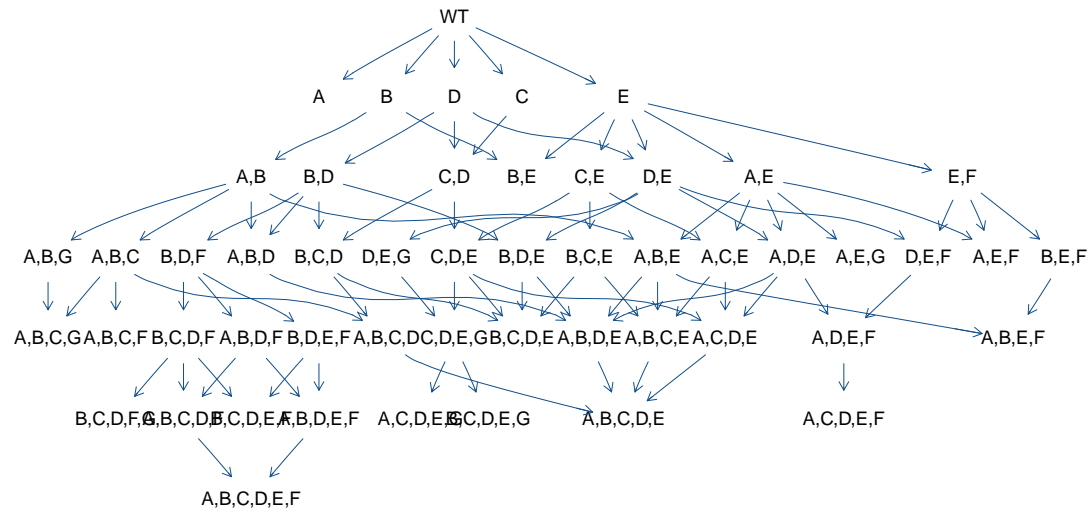 WT
A B D C E
A,B B,D C,D B,E C,E D,E A,E E,F
A,B,G A,B,C B,D,F A,B,D B,C,D D,E,G C,D,E B,D,E B,C,E A,B,E A,C,E A,D,E A,E,G D,E,F A,E,F B,E,F
A,B,C,G A,B,C,F B,C,D,F A,B,D,F B,D,E,F A,B,C,D C,D,E,G B,C,D,E A,B,D,E A,B,C,E A,C,D,E A,D,E,F A,B,E,F
B,C,D,F,G A,B,C,D,F B,C,D,E,F A,B,D,E,F A,C,D,E,G B,C,D,E,G A,B,C,D,E A,C,D,E,F
A,B,C,D,E,F